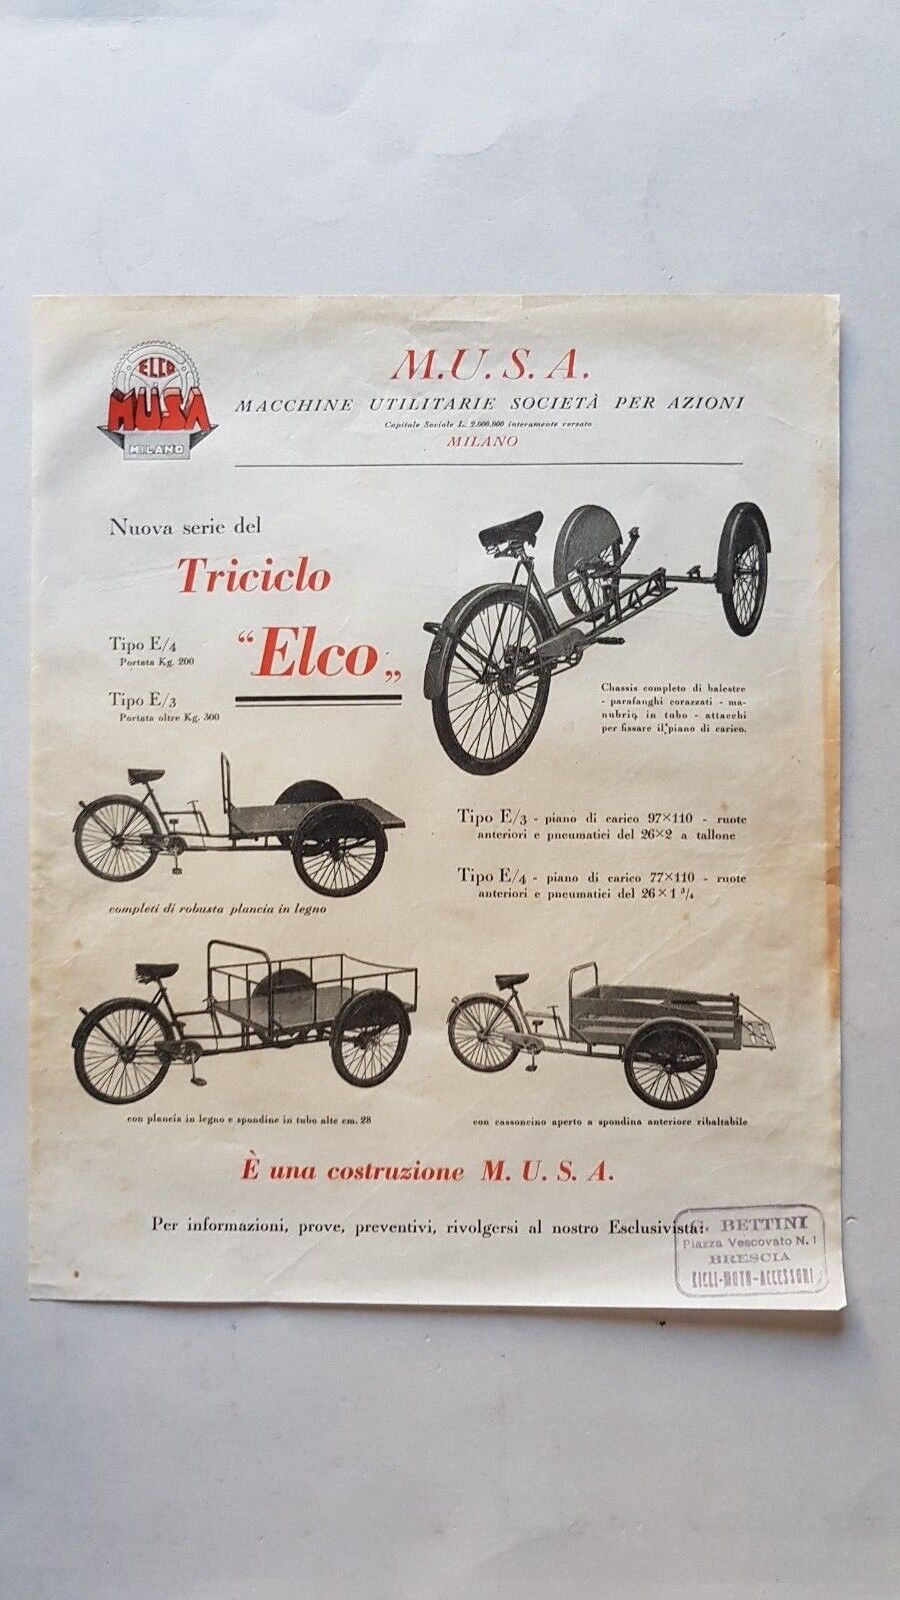 ELCO
MUSA
MILANO
M.U.S.A.
MACCHINE UTILITARIE SOCIETÀ PER AZIONI
Capitale Sociale L. 2.000.000 interamente versato
MILANO
Nuova serie del
Triciclo
"Elco„
Tipo E/4
Portata Kg. 200
Tipo E/3
Portata oltre Kg. 300
Chassis completo di balestre
- parafanghi corazzati - ma-
nubrio in tubo - attacchi
per fissare il piano di carico.
Tipo E/3 - piano di carico 97×110 - ruote
anteriori e pneumatici del 26×2 a tallone
Tipo E/4 - piano di carico 77×110 - ruote
anteriori e pneumatici del 26×1 3/4
completi di robusta plancia in legno
con plancia in legno e spondine in tubo alte cm. 28
con cassoncino aperto a spondina anteriore ribaltabile
È una costruzione M. U. S. A.
Per informazioni, prove, preventivi, rivolgersi al nostro Esclusivista:
BETTINI
Piazza Vescovato N. 1
BRESCIA
CICLI-MOTO-ACCESSORI